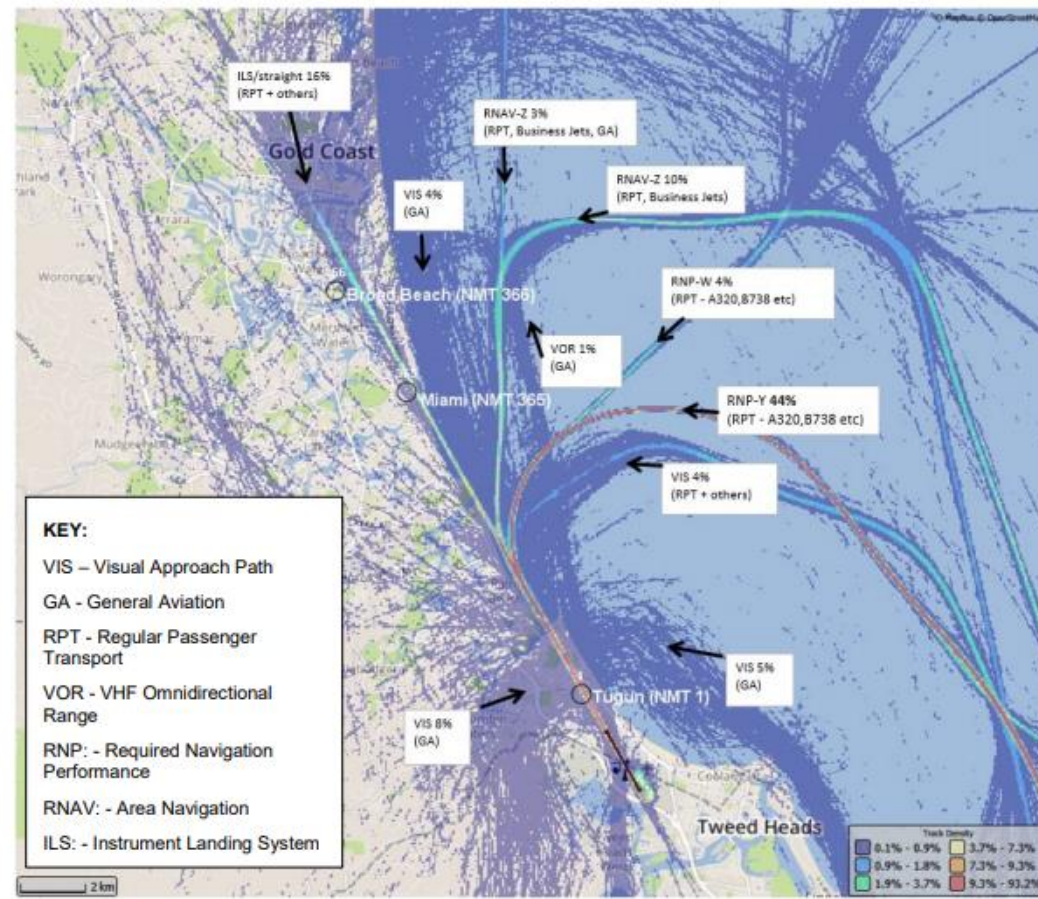 © Mapbox © OpenStreetMap
ILS/straight 16%
(RPT + others)
RNAV-Z 3%
(RPT, Business Jets, GA)
Gold Coast
VIS 4%
(GA)
RNAV-Z 10%
(RPT, Business Jets)
Worongary
RNP-W 4%
(RPT - A320,B738 etc)
Broad Beach (NMT 366)
VOR 1%
(GA)
Miami (NMT 365)
RNP-Y 44%
(RPT - A320,B738 etc)
VIS 4%
(RPT + others)
KEY:
VIS – Visual Approach Path
GA - General Aviation
RPT - Regular Passenger
Transport
VOR - VHF Omnidirectional
Range
RNP: - Required Navigation
Performance
RNAV: - Area Navigation
ILS: - Instrument Landing System
VIS 5%
(GA)
Tugun (NMT 1)
VIS 8%
(GA)
Tweed Heads
Track Density
0.1% - 0.9%
3.7% - 7.3%
0.9% - 1.8%
7.3% - 9.3%
1.9% - 3.7%
9.3% - 93.2%
2 km